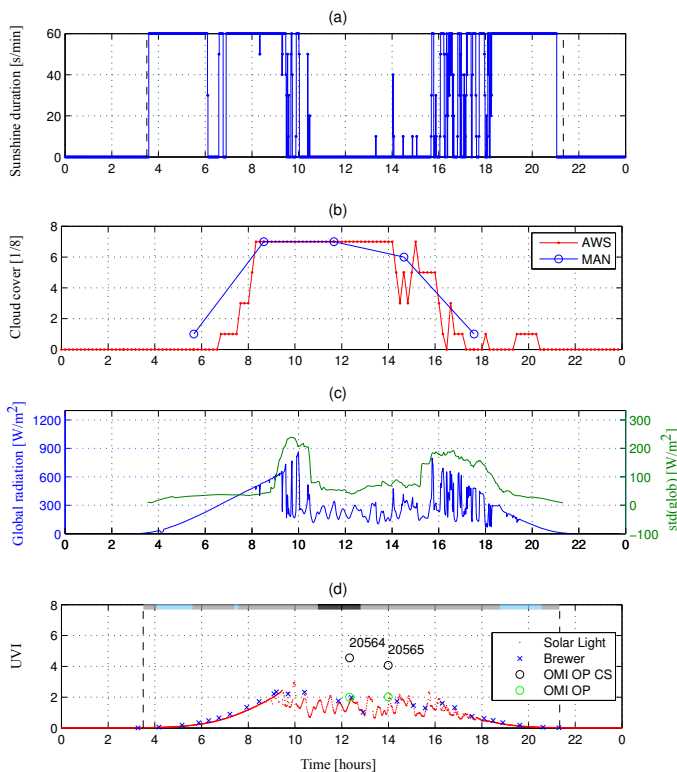 (a)
Sunshine duration [s/min]
60
40
20
0
0 2 4 6 8 10 12 14 16 18 20 22 0
(b)
Cloud cover [1/8]
8
6
4
2
0
AWS
MAN
0 2 4 6 8 10 12 14 16 18 20 22 0
(c)
Global radiation [W/m²]
1200
900
600
300
0
std(glob) [W/m²]
300
200
100
0
−100
0 2 4 6 8 10 12 14 16 18 20 22 0
(d)
UVI
8
6
4
2
0
20564
20565
Solar Light
Brewer
OMI OP CS
OMI OP
0 2 4 6 8 10 12 14 16 18 20 22 0
Time [hours]